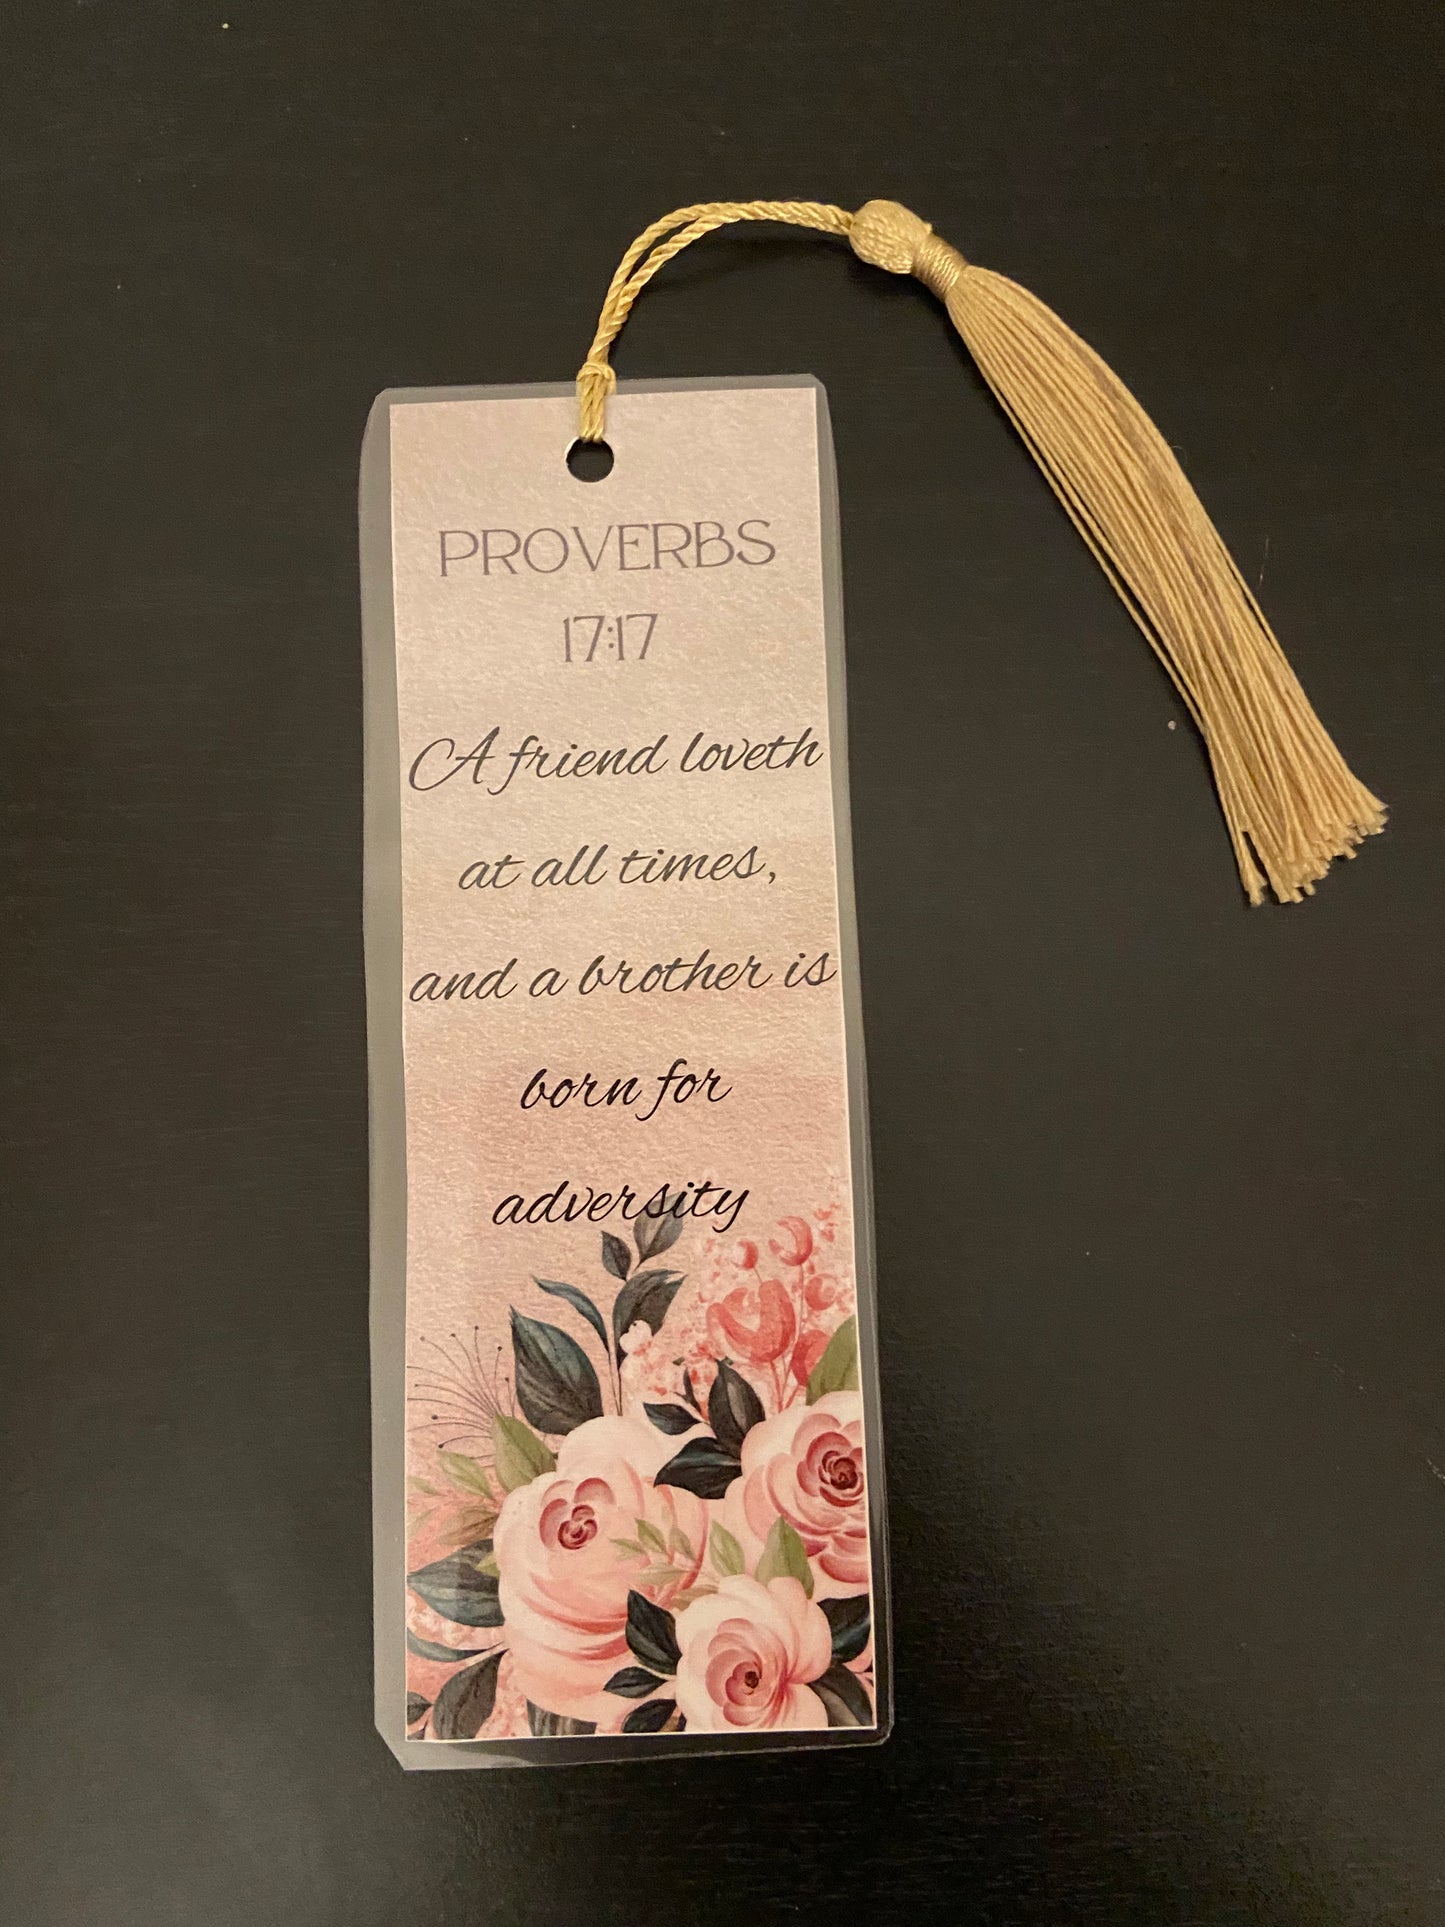 PROVERBS
17:17
A friend loveth
at all times,
and a brother is
born for
adversity